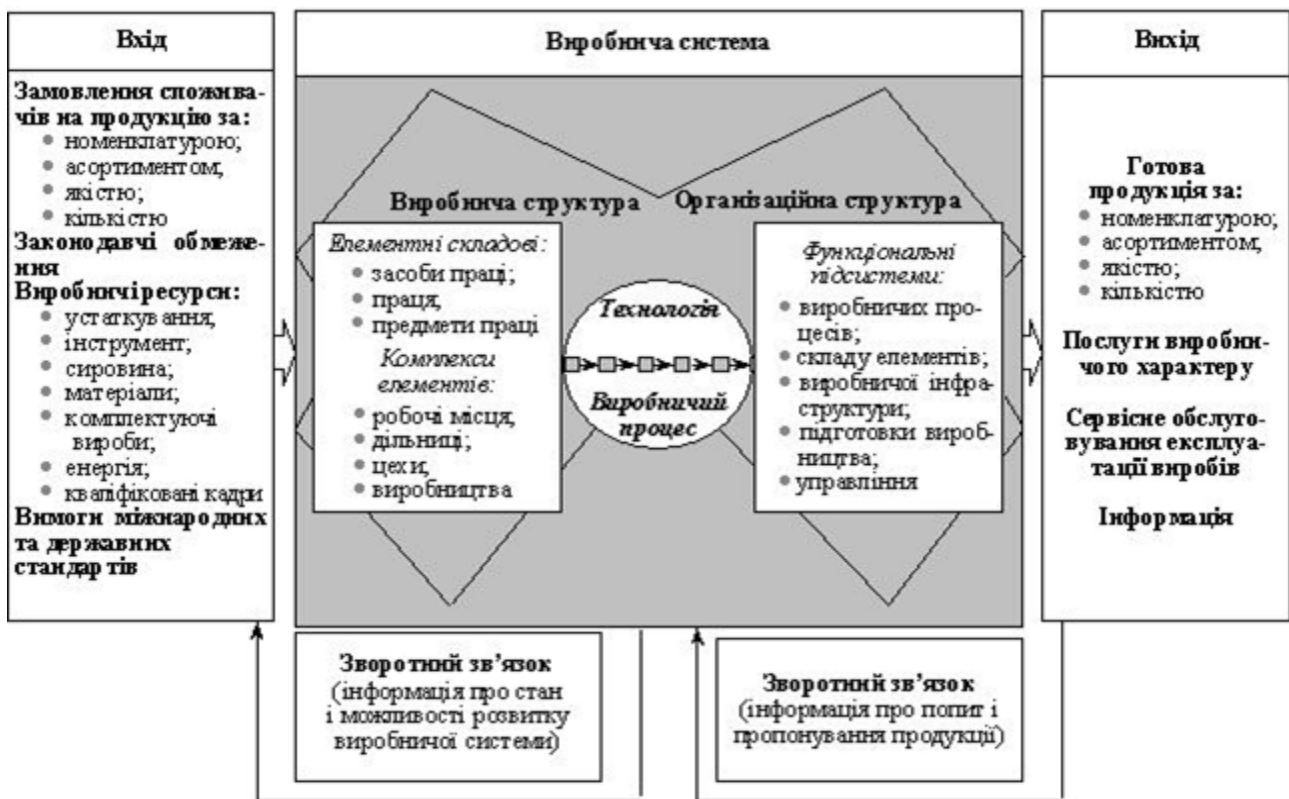 Вхід
Замовлення спожива-
чів на продукцію за:
номенклатурою;
асортиментом;
якістю;
кількістю
Законодавчі обмеже-
ння
Виробничі ресурси:
устаткування;
інструмент;
сировина;
матеріали;
комплектуючі
вироби;
енергія;
кваліфіковані кадри
Вимоги міжнародних
та державних
стандартів
Виробнича система
Виробнича структура
Елементні складові:
засоби праці;
праця;
предмети праці
Комплекси
елементів:
робочі місця;
дільниці;
цехи;
виробництва
Технологія
Виробничий
процес
Організаційна структура
Функціональні
підсистеми:
виробничих про-
цесів;
складу елементів;
виробничої інфра-
структури;
підготовки вироб-
ництва;
управління
Вихід
Готова
продукція за:
номенклатурою;
асортиментом;
якістю;
кількістю
Послуги виробни-
чого характеру
Сервісне обслуго-
вування експлуа-
тації виробів
Інформація
Зворотний зв’язок
(інформація про стан
і можливості розвитку
виробничої системи)
Зворотний зв’язок
(інформація про попит і
пропонування продукції)